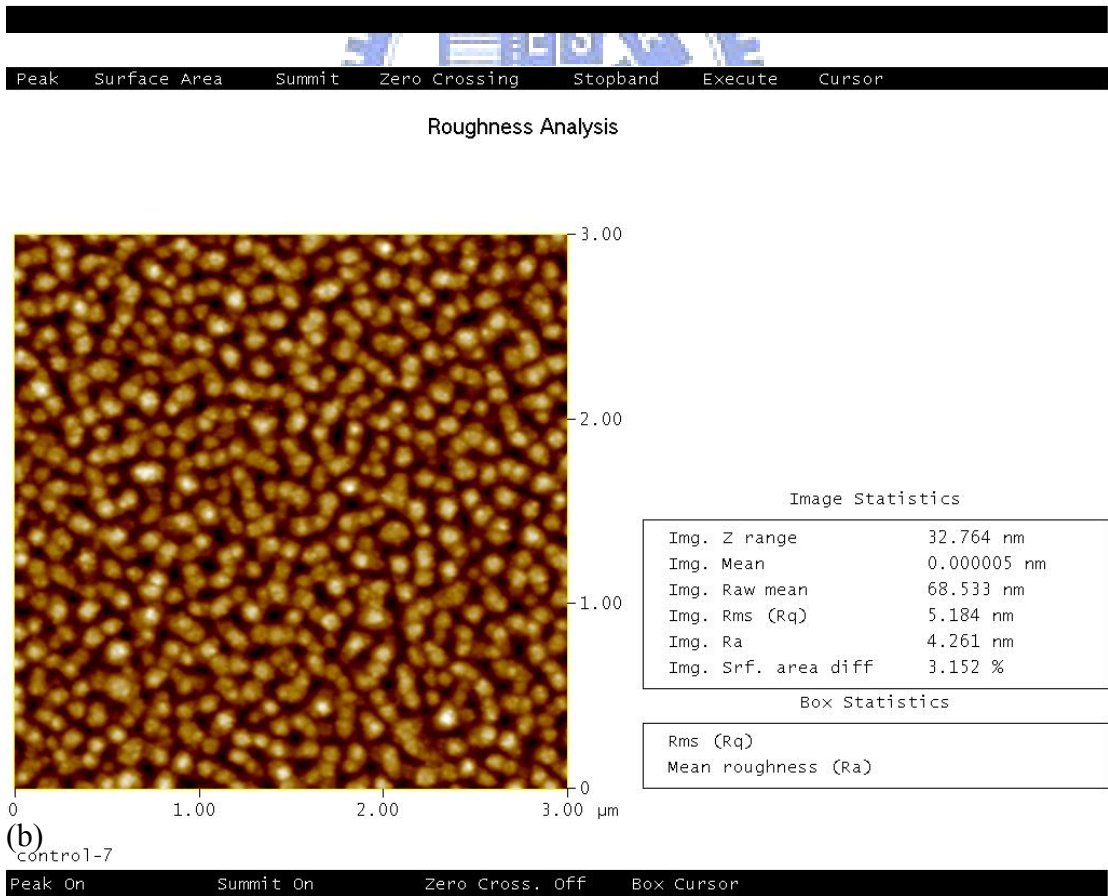 Peak Surface Area Summit Zero Crossing Stopband Execute Cursor
Roughness Analysis
3.00
2.00
1.00
0
0 1.00 2.00 3.00 µm
Image Statistics
Img. Z range 32.764 nm
Img. Mean 0.000005 nm
Img. Raw mean 68.533 nm
Img. Rms (Rq) 5.184 nm
Img. Ra 4.261 nm
Img. Srf. area diff 3.152 %
Box Statistics
Rms (Rq)
Mean roughness (Ra)
(b)
control-7
Peak On Summit On Zero Cross. Off Box Cursor